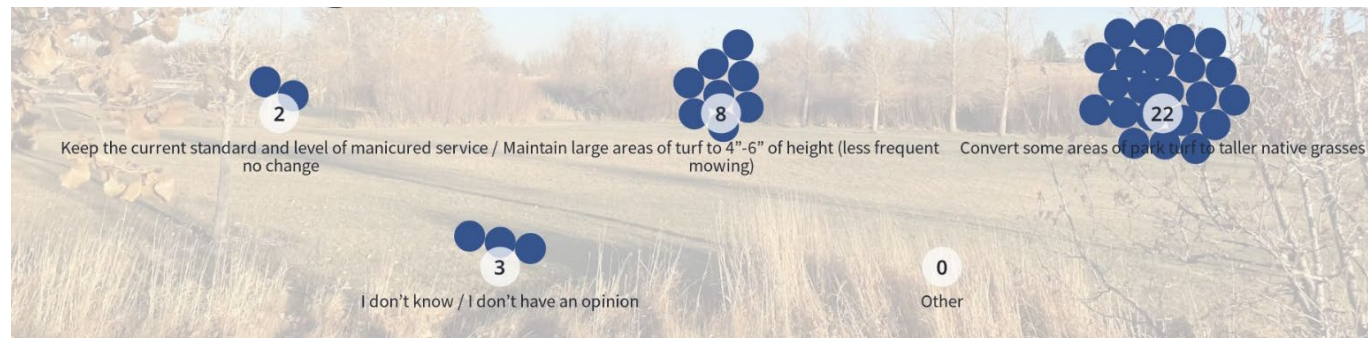 2
8
22
Keep the current standard and level of manicured service / no change
Maintain large areas of turf to 4”-6” of height (less frequent mowing)
Convert some areas of park turf to taller native grasses
3
0
I don’t know / I don’t have an opinion
Other